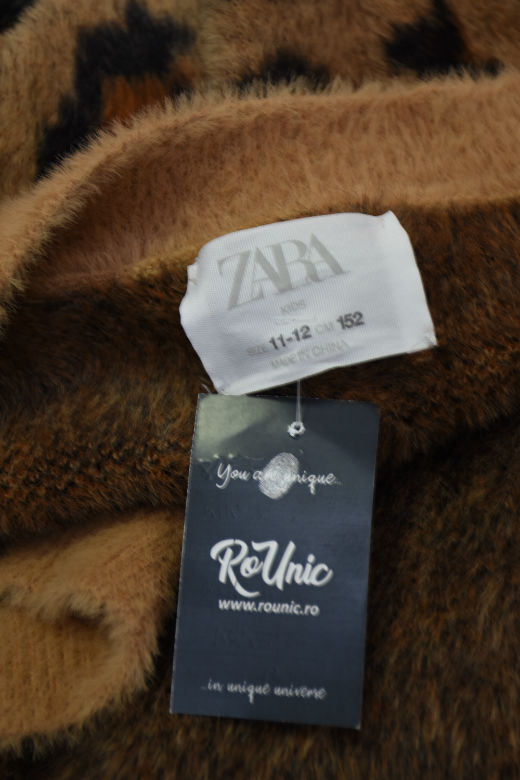 ZARA
KIDS
SIZE 11-12 CM 152
MADE IN CHINA
You are unique...
RoUnic
www.rounic.ro
...in unique universe